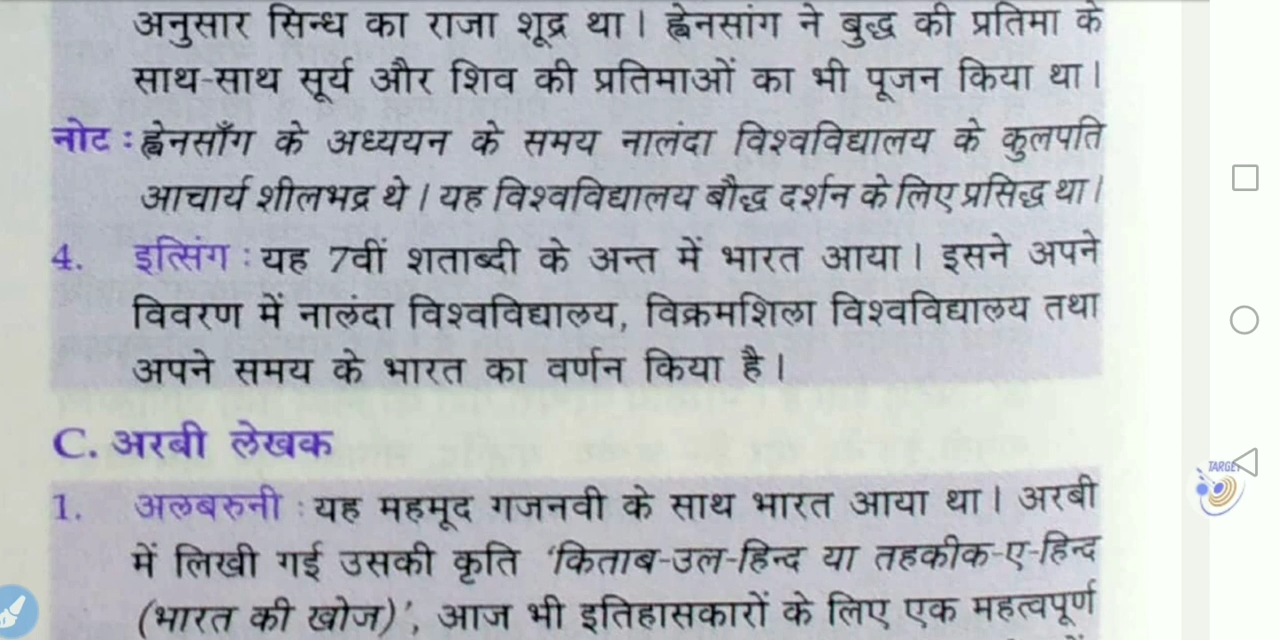 अनुसार सिन्ध का राजा शूद्र था। ह्वेनसांग ने बुद्ध की प्रतिमा के
साथ-साथ सूर्य और शिव की प्रतिमाओं का भी पूजन किया था।
नोट : ह्वेनसाँग के अध्ययन के समय नालंदा विश्वविद्यालय के कुलपति
आचार्य शीलभद्र थे। यह विश्वविद्यालय बौद्ध दर्शन के लिए प्रसिद्ध था।
4. इत्सिंग : यह 7वीं शताब्दी के अन्त में भारत आया। इसने अपने
विवरण में नालंदा विश्वविद्यालय, विक्रमशिला विश्वविद्यालय तथा
अपने समय के भारत का वर्णन किया है।
C. अरबी लेखक
TARGET
1. अलबरुनी : यह महमूद गजनवी के साथ भारत आया था। अरबी
में लिखी गई उसकी कृति 'किताब-उल-हिन्द या तहकीक-ए-हिन्द
(भारत की खोज)', आज भी इतिहासकारों के लिए एक महत्वपूर्ण